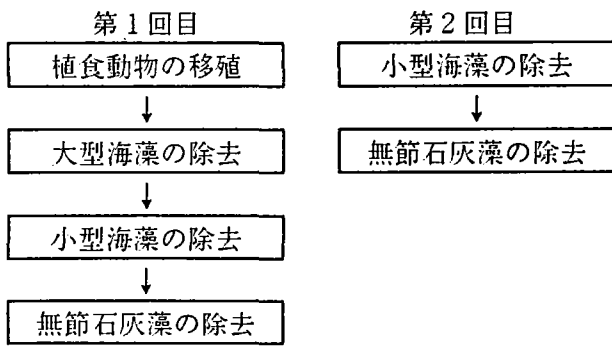 第1回目
植食動物の移殖
↓
大型海藻の除去
↓
小型海藻の除去
↓
無節石灰藻の除去
第2回目
小型海藻の除去
↓
無節石灰藻の除去